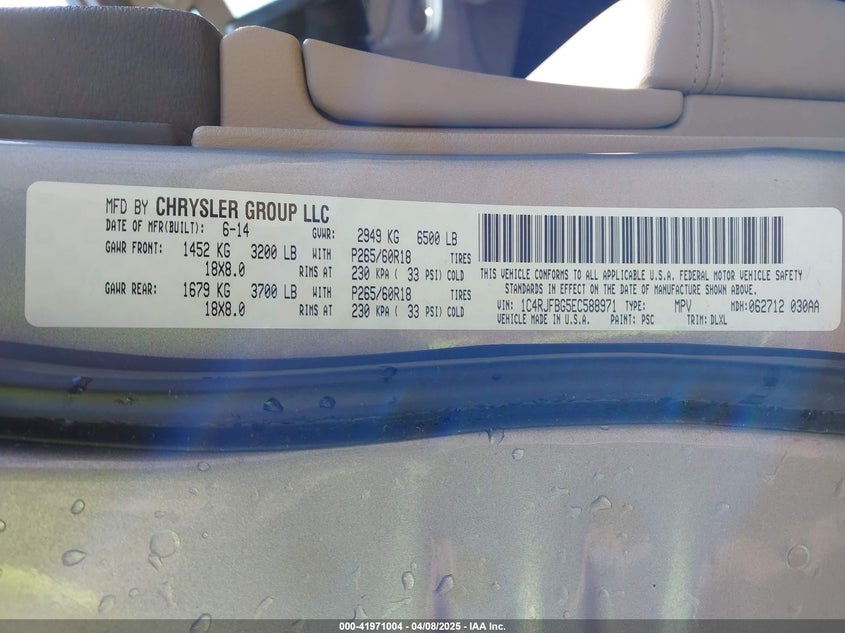 MFD BY CHRYSLER GROUP LLC
DATE OF MFR(BUILT): 6-14 GVWR: 2949 KG 6500 LB
GAWR FRONT: 1452 KG 3200 LB WITH P265/60R18 TIRES
18X8.0 RIMS AT 230 KPA ( 33 PSI) COLD
GAWR REAR: 1679 KG 3700 LB WITH P265/60R18 TIRES
18X8.0 RIMS AT 230 KPA ( 33 PSI) COLD
THIS VEHICLE CONFORMS TO ALL APPLICABLE U.S.A. FEDERAL MOTOR VEHICLE SAFETY
STANDARDS IN EFFECT ON THE DATE OF MANUFACTURE SHOWN ABOVE.
VIN: 1C4RJFBG5EC588971 TYPE: MPV MDH:062712 030AA
VEHICLE MADE IN U.S.A. PAINT: PSC TRIM: DLXL
000-41971004 - 04/08/2025 - © IAA Inc.